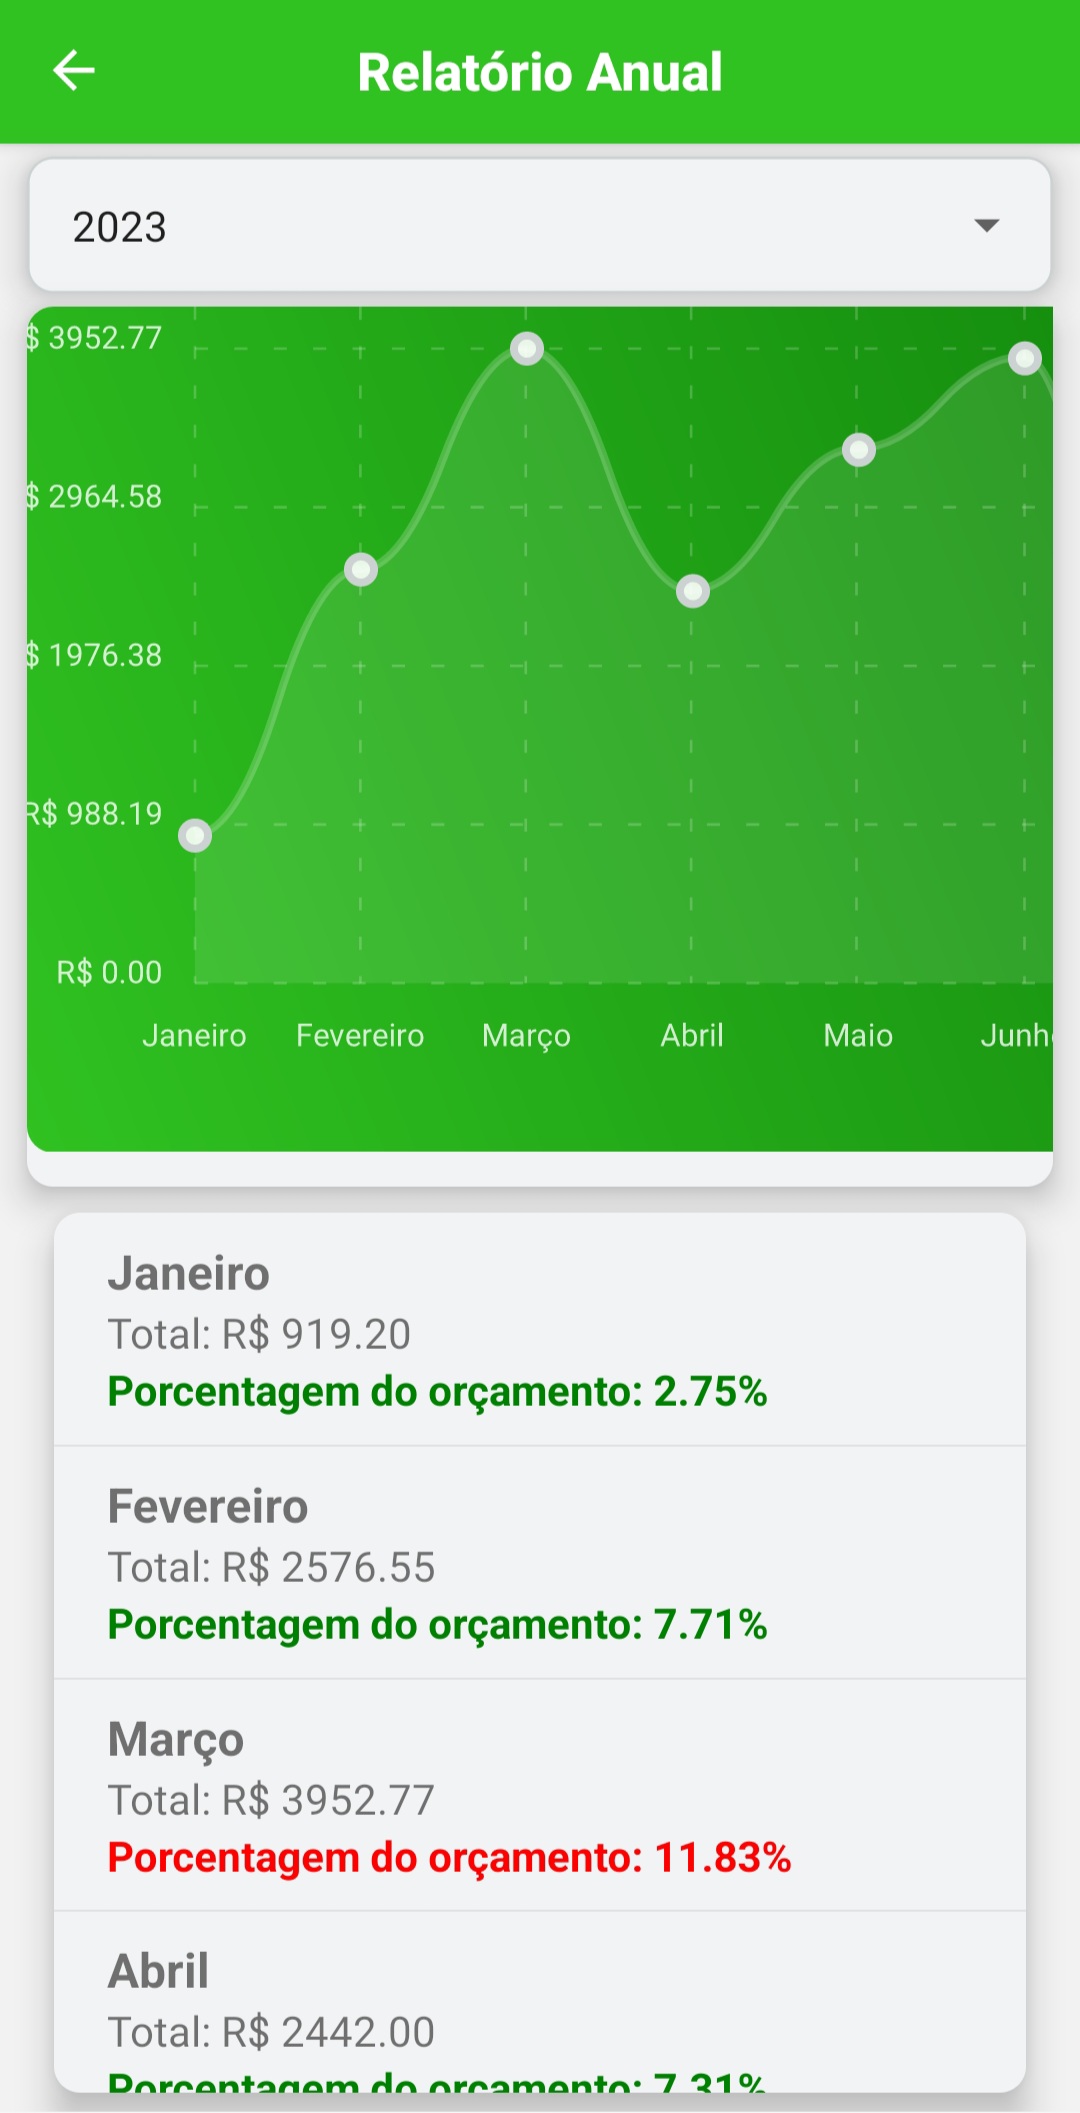 Relatório Anual
2023
$ 3952.77
$ 2964.58
$ 1976.38
R$ 988.19
R$ 0.00
Janeiro Fevereiro Março Abril Maio Junh
Janeiro
Total: R$ 919.20
Porcentagem do orçamento: 2.75%
Fevereiro
Total: R$ 2576.55
Porcentagem do orçamento: 7.71%
Março
Total: R$ 3952.77
Porcentagem do orçamento: 11.83%
Abril
Total: R$ 2442.00
Porcentagem do orçamento: 7.31%